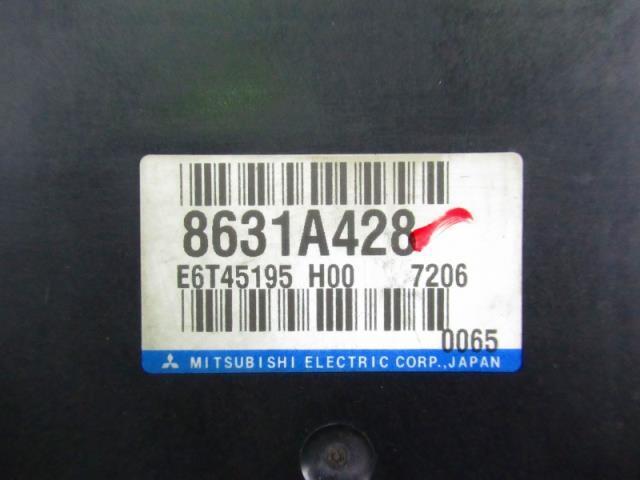 8631A428
E6T45195 H00 7206
0065
MITSUBISHI ELECTRIC CORP., JAPAN